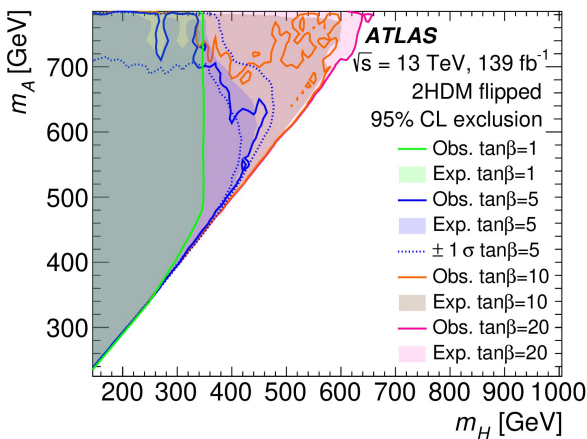 m_A [GeV]
700
600
500
400
300
ATLAS
√s = 13 TeV, 139 fb⁻¹
2HDM flipped
95% CL exclusion
Obs. tanβ=1
Exp. tanβ=1
Obs. tanβ=5
Exp. tanβ=5
± 1 σ tanβ=5
Obs. tanβ=10
Exp. tanβ=10
Obs. tanβ=20
Exp. tanβ=20
200 300 400 500 600 700 800 900 1000
m_H [GeV]